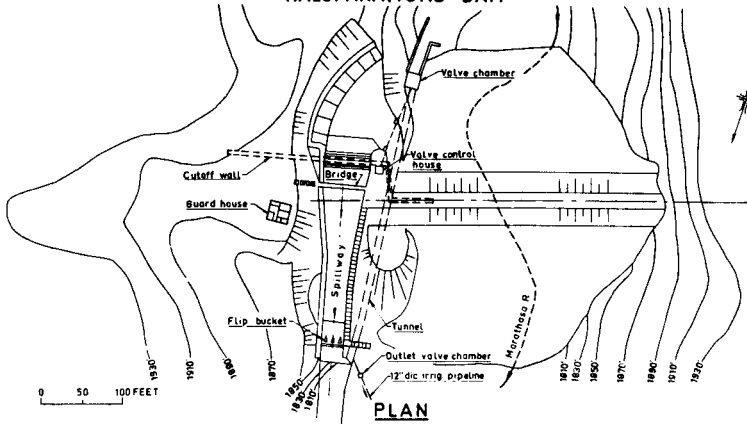 Valve chamber
Valve control
house
Cutoff wall
Bridge
Guard house
Spillway
Marathasa R.
Flip bucket
Tunnel
Outlet valve chamber
12" dia irrig. pipeline
1930'
1910'
1890'
1870'
1850'
1830'
1810'
1810'
1830'
1850'
1870'
1890'
1910'
1930'
0 50 100 FEET
PLAN